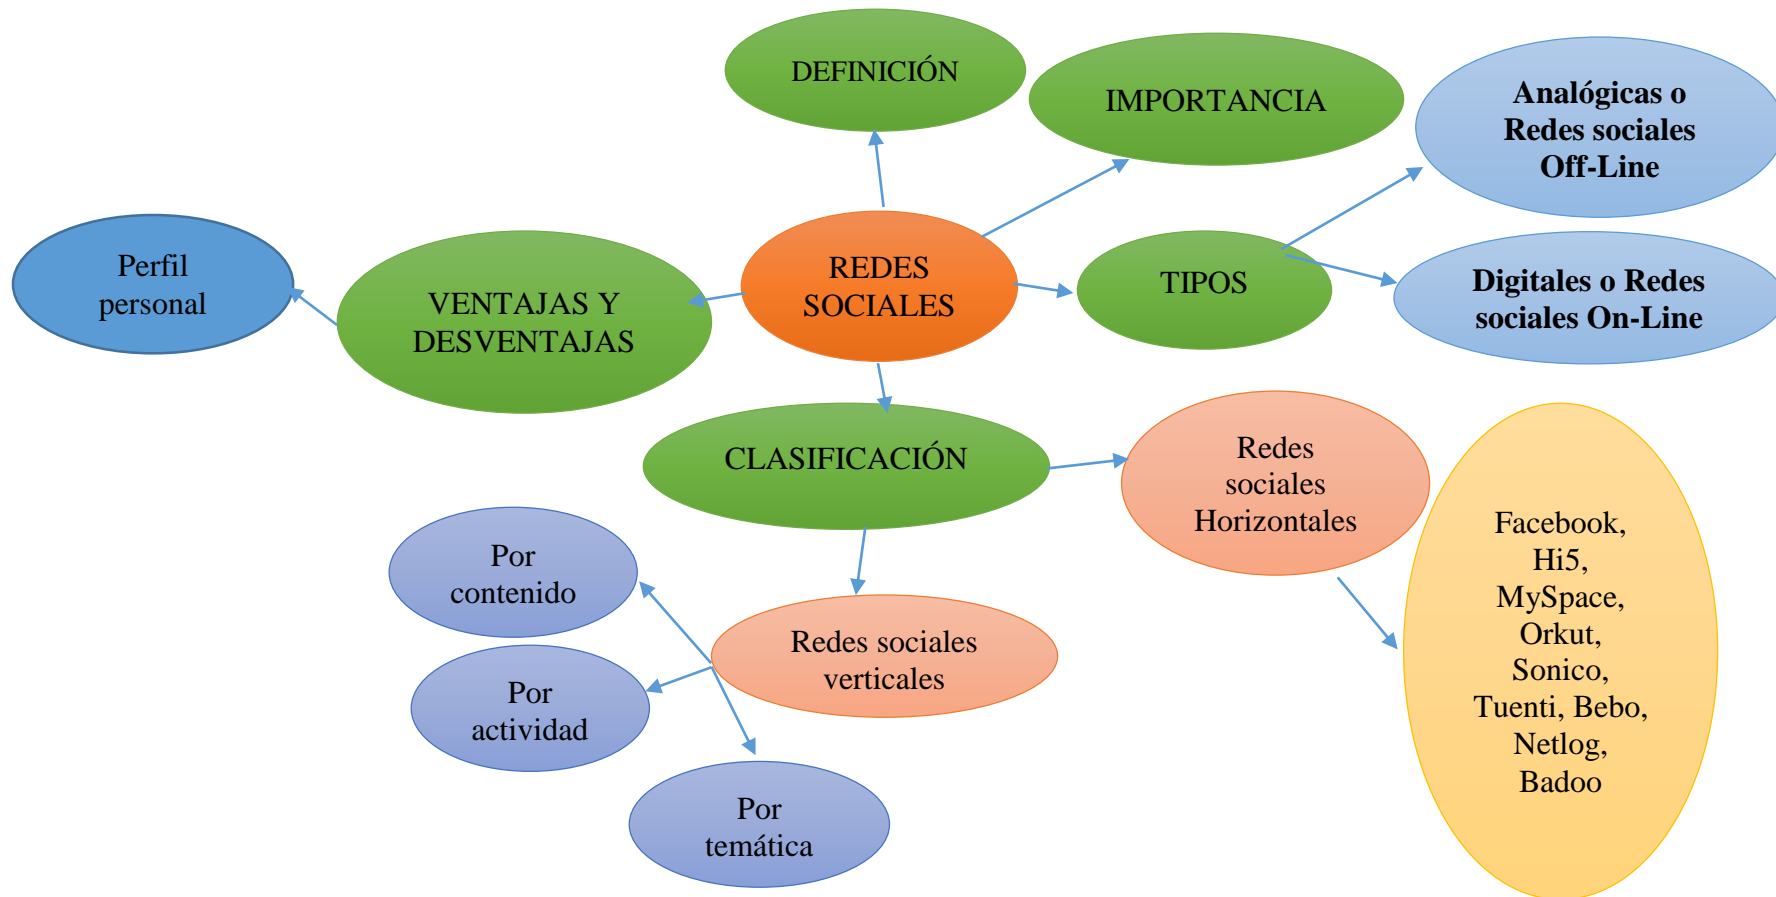 DEFINICIÓN
IMPORTANCIA
Analógicas o
Redes sociales
Off-Line
Perfil
personal
VENTAJAS Y
DESVENTAJAS
REDES
SOCIALES
TIPOS
Digitales o Redes
sociales On-Line
CLASIFICACIÓN
Redes
sociales
Horizontales
Facebook,
Hi5,
MySpace,
Orkut,
Sonico,
Tuenti, Bebo,
Netlog,
Badoo
Por
contenido
Redes sociales
verticales
Por
actividad
Por
temática